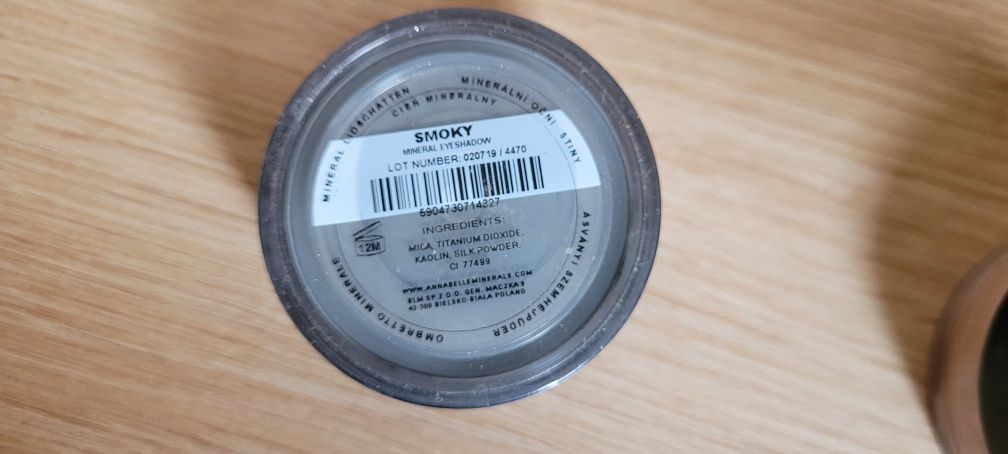 MINERAL LIDSCHATTEN
MINERÁLNÍ OČNÍ STÍNY
CIEŃ MINERALNY
SMOKY
MINERAL EYESHADOW
LOT NUMBER: 020719 / 4470
5904730714327
INGREDIENTS:
12M
MICA, TITANIUM DIOXIDE,
KAOLIN, SILK POWDER,
CI 77499
WWW.ANNABELLEMINERALS.COM
BLM SP. Z O.O. GEN. MACZKA 9
43-300 BIELSKO-BIAŁA POLAND
OMBRETTO MINERALE
ÁSVÁNYI SZEMHÉJPÚDER